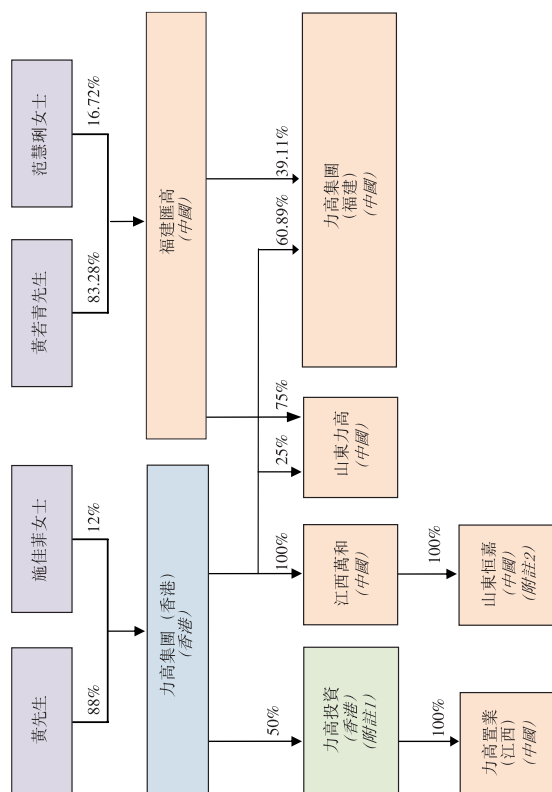 黃先生
施佳菲女士
黃若青先生
范慧琍女士
88%
12%
83.28%
16.72%
力高集團（香港）
(香港)
福建匯高
(中國)
50%
100%
25%
75%
60.89%
39.11%
力高投資
(香港)
(附註1)
江西萬和
(中國)
山東力高
(中國)
力高集團
(福建)
(中國)
100%
100%
力高置業
(江西)
(中國)
山東恒嘉
(中國)
(附註2)